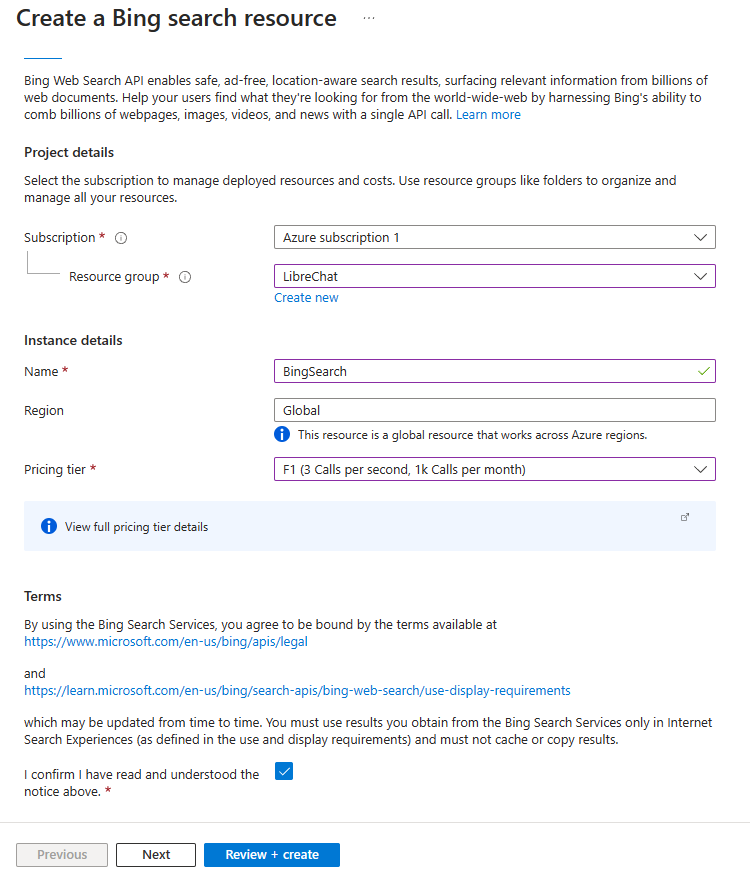 Create a Bing search resource ...
Bing Web Search API enables safe, ad-free, location-aware search results, surfacing relevant information from billions of
web documents. Help your users find what they're looking for from the world-wide-web by harnessing Bing's ability to
comb billions of webpages, images, videos, and news with a single API call. Learn more
Project details
Select the subscription to manage deployed resources and costs. Use resource groups like folders to organize and
manage all your resources.
Subscription * Azure subscription 1
Resource group * LibreChat
Create new
Instance details
Name * BingSearch
Region Global
This resource is a global resource that works across Azure regions.
Pricing tier * F1 (3 Calls per second, 1k Calls per month)
View full pricing tier details
Terms
By using the Bing Search Services, you agree to be bound by the terms available at
https://www.microsoft.com/en-us/bing/apis/legal
and
https://learn.microsoft.com/en-us/bing/search-apis/bing-web-search/use-display-requirements
which may be updated from time to time. You must use results you obtain from the Bing Search Services only in Internet
Search Experiences (as defined in the use and display requirements) and must not cache or copy results.
I confirm I have read and understood the
notice above. *
Previous Next Review + create